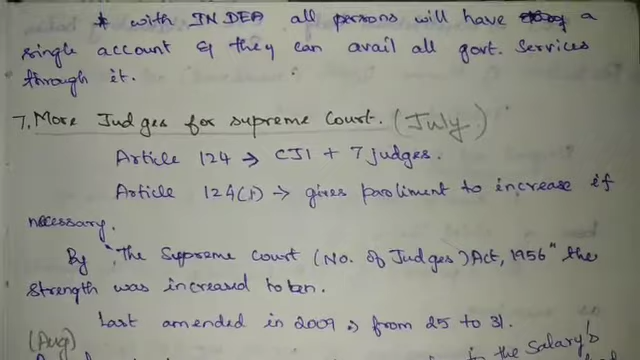 * with INDEA all persons will have a
single account & they can avail all govt. Services
through it.
7. More Judges for supreme Court. (July)
Article 124 → CJI + 7 judges.
Article 124(1) → gives parliment to increase if
necessary.
By "The Supreme Court (No. of Judges) Act, 1956" the
strength was increased to ten.
Last amended in 2009 → from 25 to 31.
(Aug)
in the Salary's